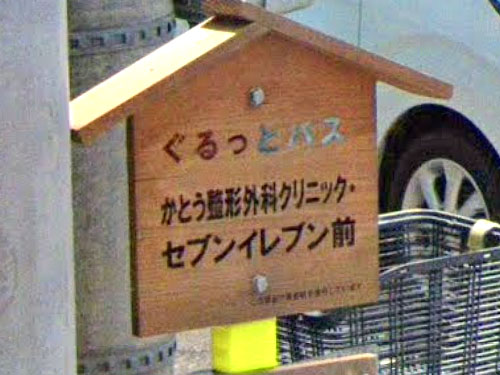 ぐるっとバス
かとう整形外科クリニック・
セブンイレブン前